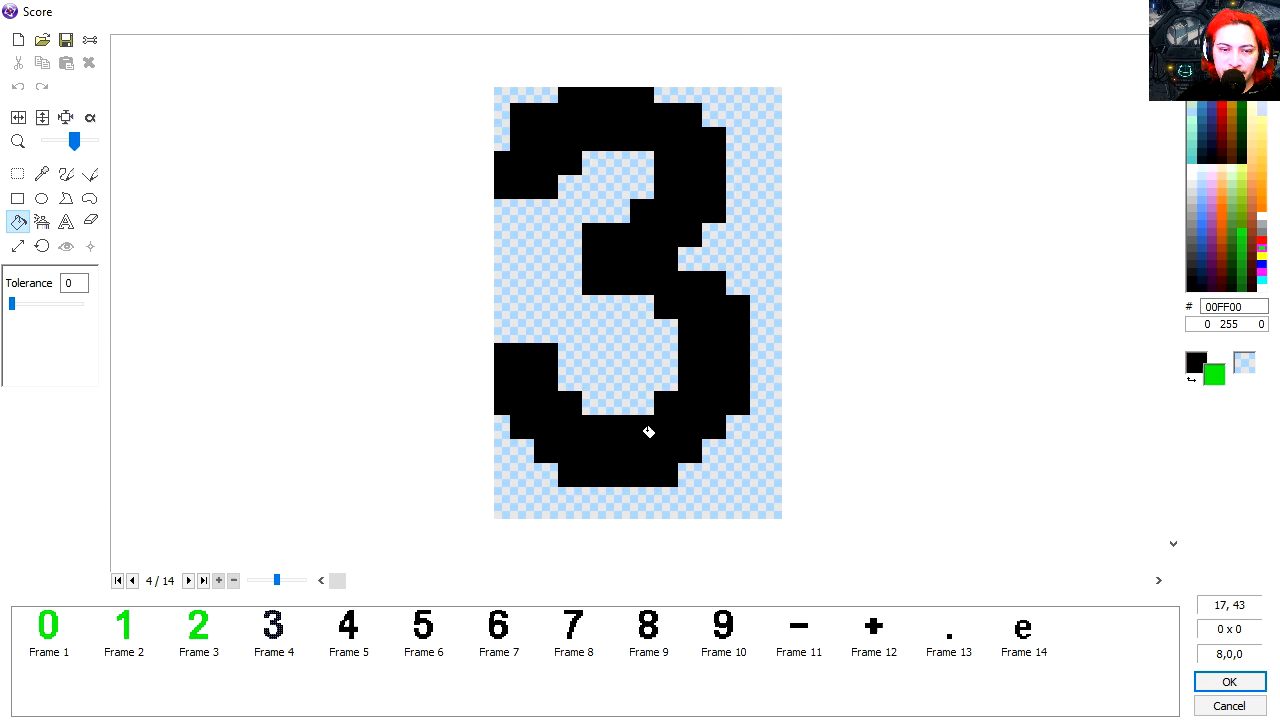 Score
Tolerance 0
3
# 00FF00
0 255 0
4 / 14
0 1 2 3 4 5 6 7 8 9 - + . e
Frame 1 Frame 2 Frame 3 Frame 4 Frame 5 Frame 6 Frame 7 Frame 8 Frame 9 Frame 10 Frame 11 Frame 12 Frame 13 Frame 14
17, 43
0 x 0
8,0,0
OK
Cancel